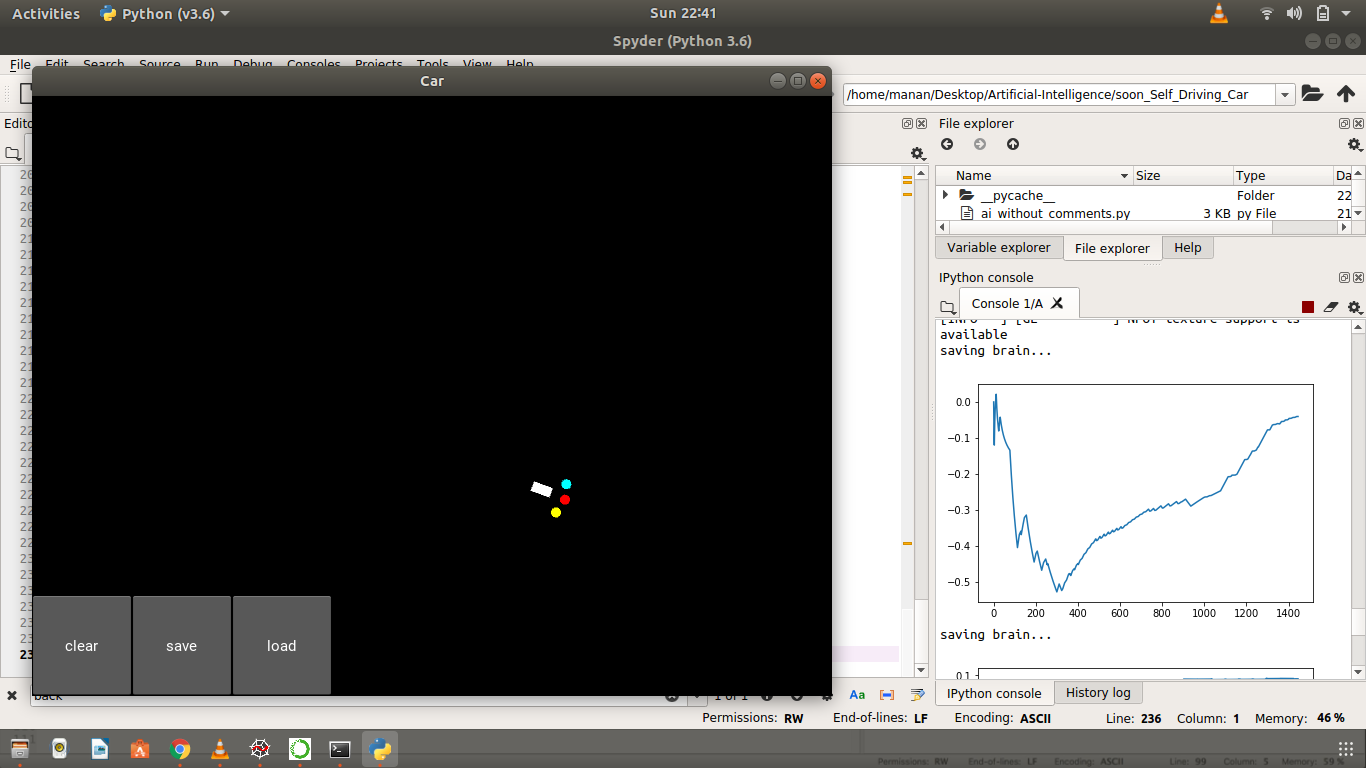 Activities Python (v3.6) Sun 22:41
Spyder (Python 3.6)
File Edit Search Source Run Debug Consoles Projects Tools View Help
Car
/home/manan/Desktop/Artificial-Intelligence/soon_Self_Driving_Car
File explorer
Name Size Type
__pycache__ Folder 22
ai_without_comments.py 3 KB py File 21
Variable explorer File explorer Help
IPython console
Console 1/A
available
saving brain...
0.0
−0.1
−0.2
−0.3
−0.4
−0.5
0 200 400 600 800 1000 1200 1400
saving brain...
0.1
clear save load
back 1 of 1 Aa
IPython console History log
Permissions: RW End-of-lines: LF Encoding: ASCII Line: 236 Column: 1 Memory: 46 %
Permissions: RW End-of-lines: LF Encoding: ASCII Line: 99 Column: 5 Memory: 59 %